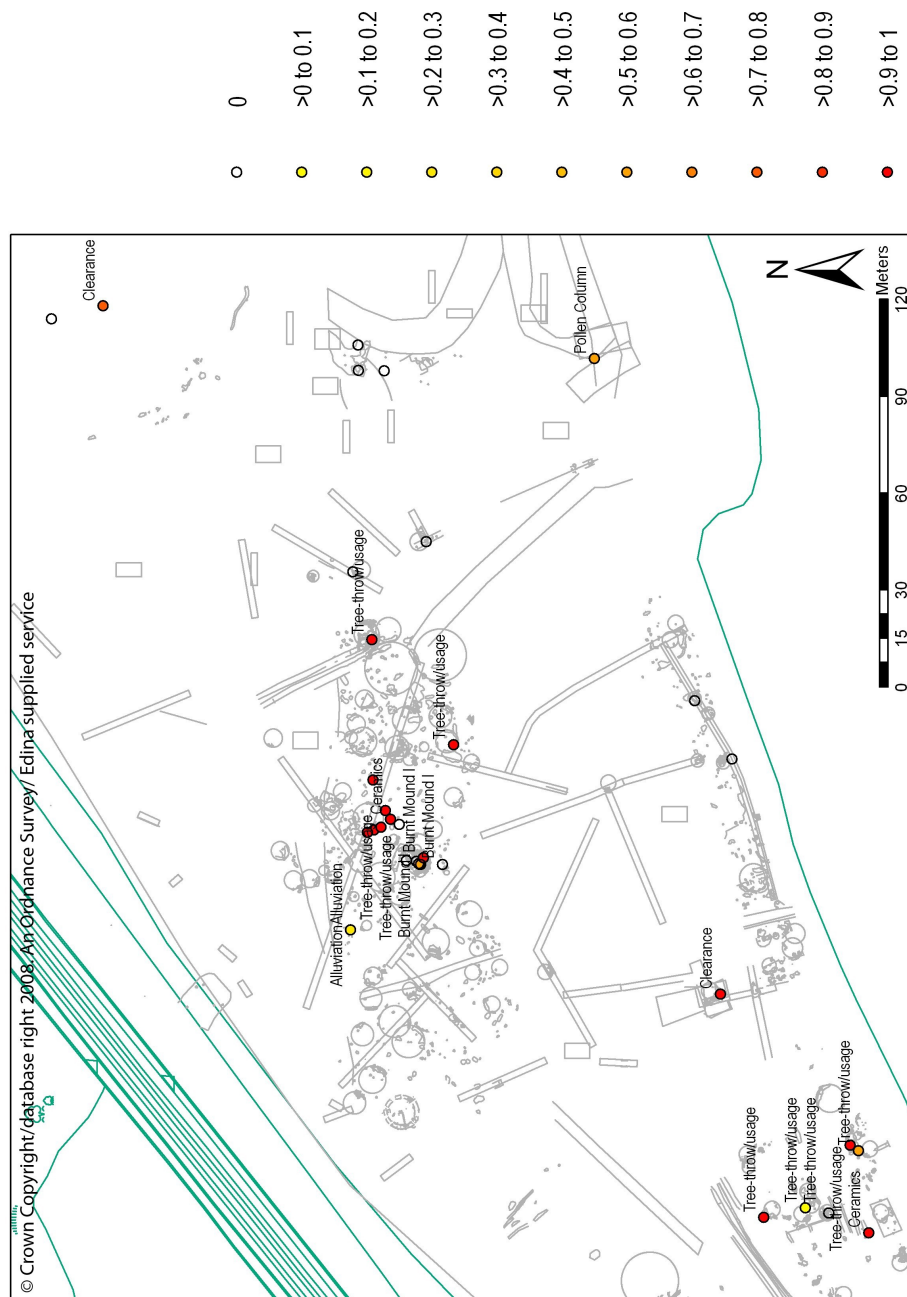 © Crown Copyright/database right 2008. An Ordnance Survey/ Edina supplied service
Clearance
Tree-throw/usage
Tree-throw/usage
Ceramics
Burnt Mound I
Burnt Mound I
Burnt Mound I
Tree-throw/usage
Tree-throw/usage
Alluviation
Alluviation
Pollen Column
Clearance
Tree-throw/usage
Tree-throw/usage
Tree-throw/usage
Tree-throw/usage
Tree-throw/usage
Ceramics
N
Meters
0
15
30
60
90
120
0
>0 to 0.1
>0.1 to 0.2
>0.2 to 0.3
>0.3 to 0.4
>0.4 to 0.5
>0.5 to 0.6
>0.6 to 0.7
>0.7 to 0.8
>0.8 to 0.9
>0.9 to 1